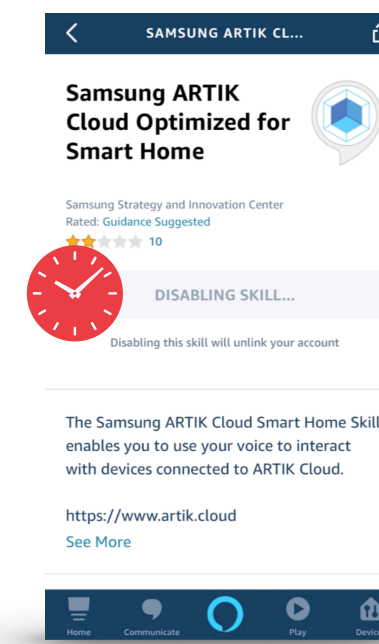 SAMSUNG ARTIK CL...
Samsung ARTIK
Cloud Optimized for
Smart Home
Samsung Strategy and Innovation Center
Rated: Guidance Suggested
10
DISABLING SKILL...
Disabling this skill will unlink your account
The Samsung ARTIK Cloud Smart Home Skill
enables you to use your voice to interact
with devices connected to ARTIK Cloud.
https://www.artik.cloud
See More
Home Communicate Play Devic